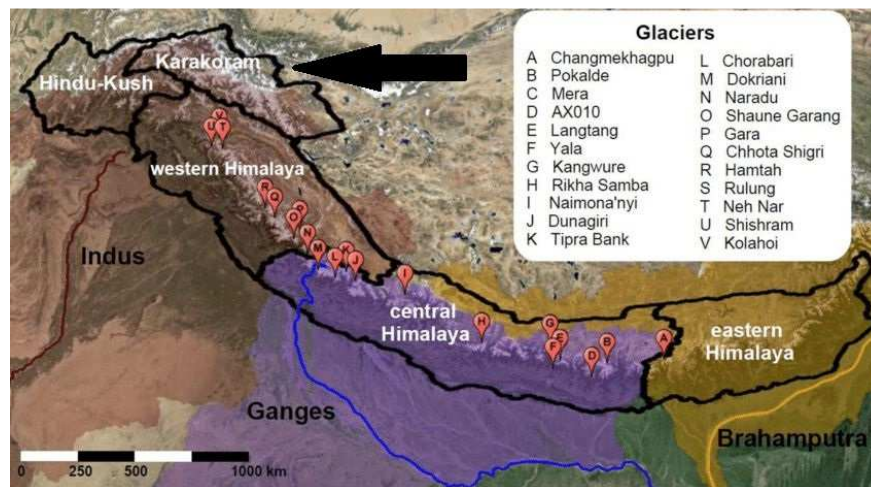 Glaciers
A Changmekhagpu
B Pokalde
C Mera
D AX010
E Langtang
F Yala
G Kangwure
H Rikha Samba
I Naimona'nyi
J Dunagiri
K Tipra Bank
L Chorabari
M Dokriani
N Naradu
O Shaune Garang
P Gara
Q Chhota Shigri
R Hamtah
S Rulung
T Neh Nar
U Shishram
V Kolahoi
Karakoram
Hindu-Kush
V
U T
western Himalaya
R
Q
O
N
M
L
J
I
Indus
central
Himalaya
H
G
E
F
B
D
A
eastern
Himalaya
Ganges
Brahamputra
0 250 500 1000 km